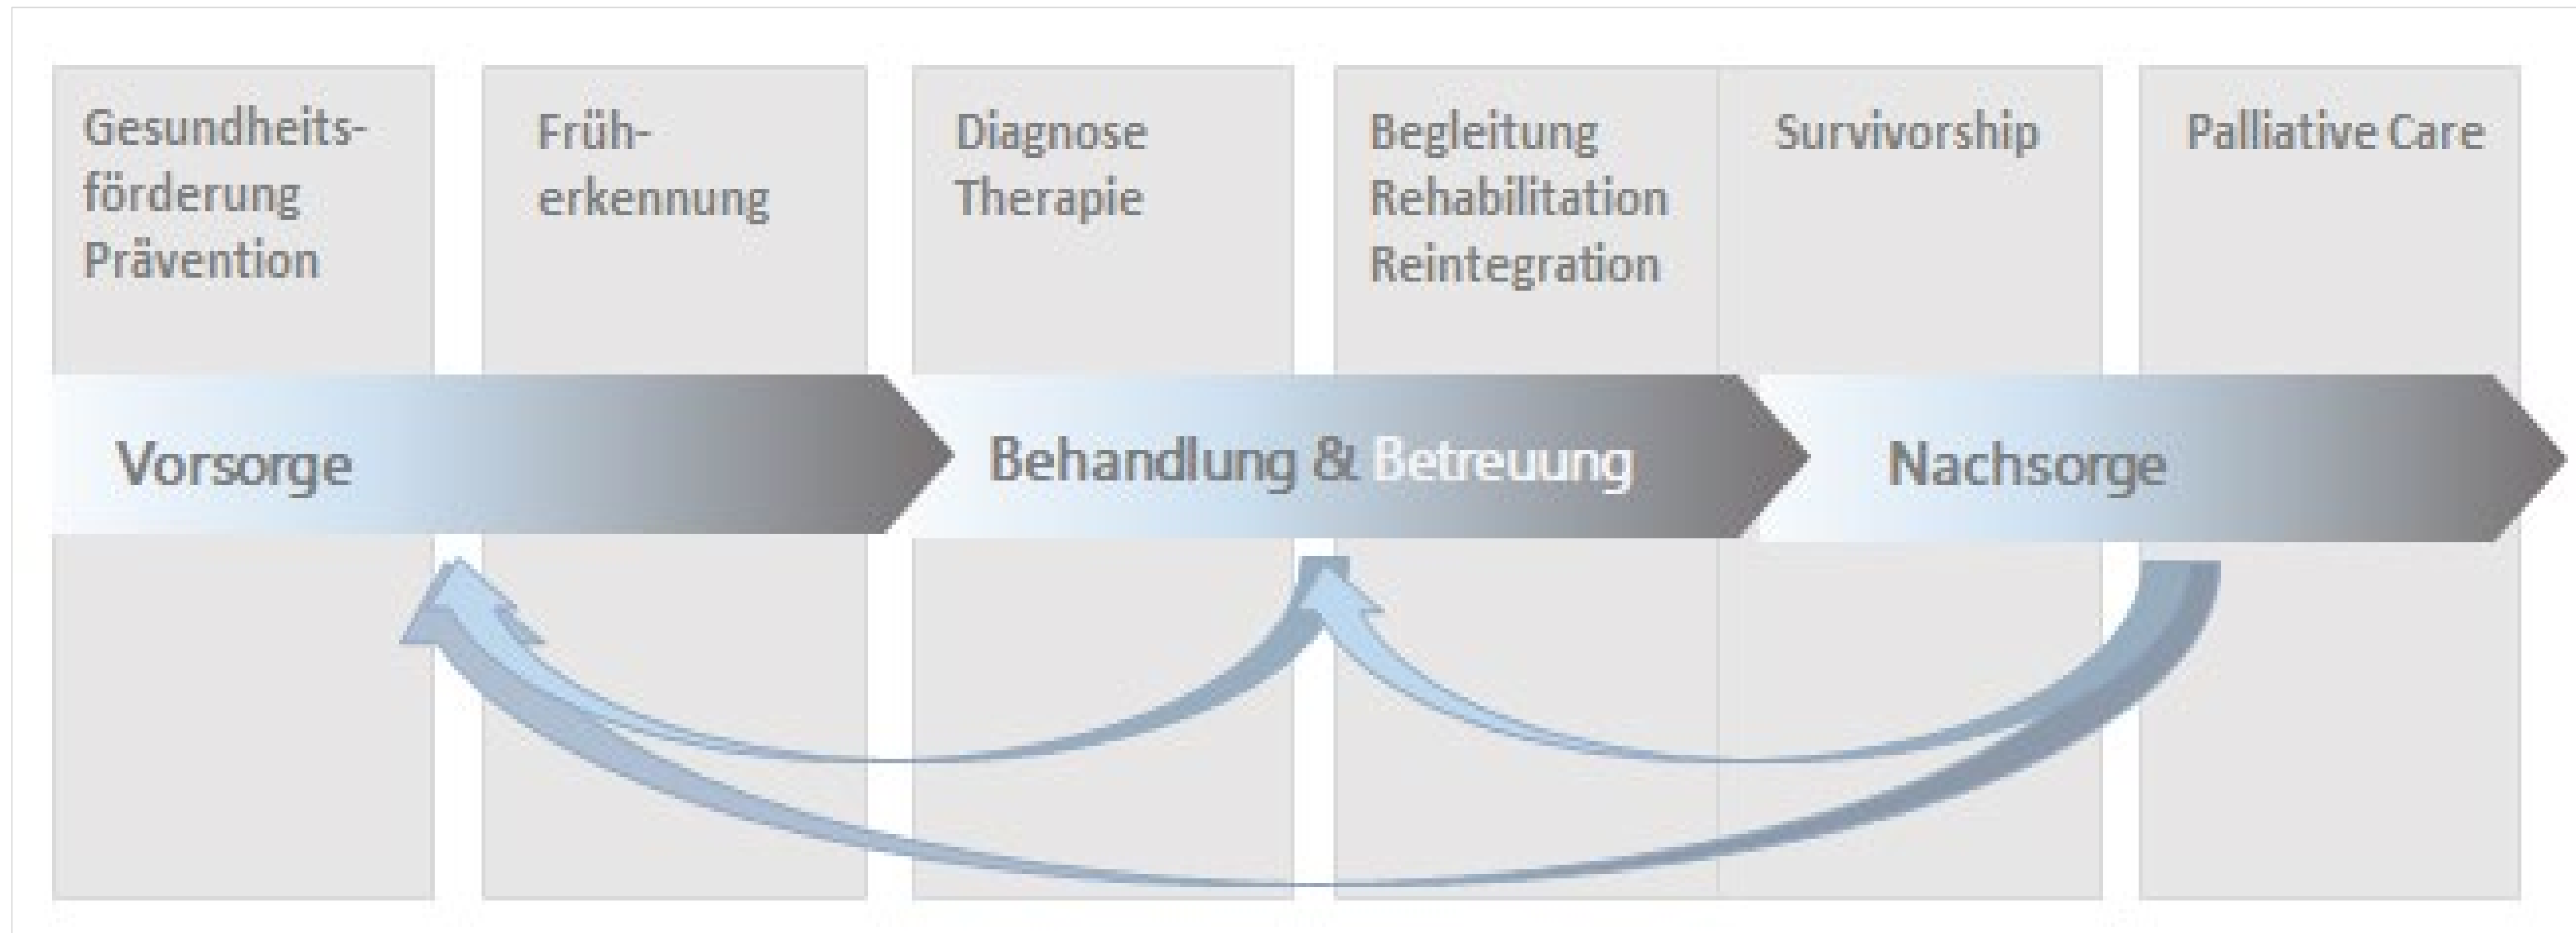 Gesundheits-
förderung
Prävention
Früh-
erkennung
Diagnose
Therapie
Begleitung
Rehabilitation
Reintegration
Survivorship
Palliative Care
Vorsorge
Behandlung & Betreuung
Nachsorge